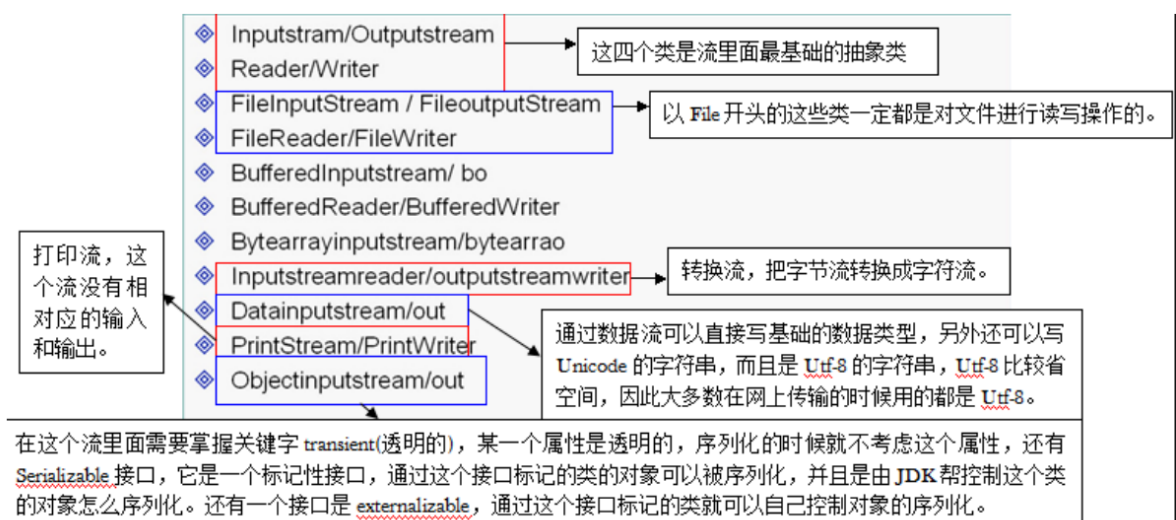 Inputstram/Outputstream
Reader/Writer
这四个类是流里面最基础的抽象类
FileInputStream / FileoutputStream
FileReader/FileWriter
以 File 开头的这些类一定都是对文件进行读写操作的。
BufferedInputstream/ bo
BufferedReader/BufferedWriter
Bytearrayinputstream/bytearrao
Inputstreamreader/outputstreamwriter
转换流，把字节流转换成字符流。
打印流，这
个流没有相
对应的输入
和输出。
Datainputstream/out
PrintStream/PrintWriter
Objectinputstream/out
通过数据流可以直接写基础的数据类型，另外还可以写
Unicode 的字符串，而且是 Utf-8 的字符串，Utf-8 比较省
空间，因此大多数在网上传输的时候用的都是 Utf-8。
在这个流里面需要掌握关键字 transient(透明的)，某一个属性是透明的，序列化的时候就不考虑这个属性，还有
Serializable 接口，它是一个标记性接口，通过这个接口标记的类的对象可以被序列化，并且是由 JDK 帮控制这个类
的对象怎么序列化。还有一个接口是 externalizable，通过这个接口标记的类就可以自己控制对象的序列化。